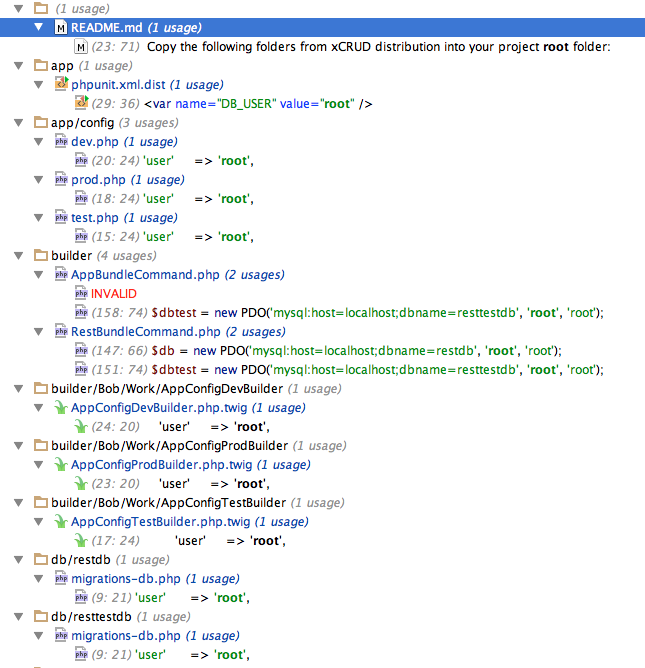 (1 usage)
README.md (1 usage)
(23: 71) Copy the following folders from xCRUD distribution into your project root folder:
app (1 usage)
phpunit.xml.dist (1 usage)
(29: 36) <var name="DB_USER" value="root" />
app/config (3 usages)
dev.php (1 usage)
(20: 24) 'user' => 'root',
prod.php (1 usage)
(18: 24) 'user' => 'root',
test.php (1 usage)
(15: 24) 'user' => 'root',
builder (4 usages)
AppBundleCommand.php (2 usages)
INVALID
(158: 74) $dbtest = new PDO('mysql:host=localhost;dbname=resttestdb', 'root', 'root');
RestBundleCommand.php (2 usages)
(147: 66) $db = new PDO('mysql:host=localhost;dbname=restdb', 'root', 'root');
(151: 74) $dbtest = new PDO('mysql:host=localhost;dbname=resttestdb', 'root', 'root');
builder/Bob/Work/AppConfigDevBuilder (1 usage)
AppConfigDevBuilder.php.twig (1 usage)
(24: 20) 'user' => 'root',
builder/Bob/Work/AppConfigProdBuilder (1 usage)
AppConfigProdBuilder.php.twig (1 usage)
(23: 20) 'user' => 'root',
builder/Bob/Work/AppConfigTestBuilder (1 usage)
AppConfigTestBuilder.php.twig (1 usage)
(17: 24) 'user' => 'root',
db/restdb (1 usage)
migrations-db.php (1 usage)
(9: 21) 'user' => 'root',
db/resttestdb (1 usage)
migrations-db.php (1 usage)
(9: 21) 'user' => 'root',